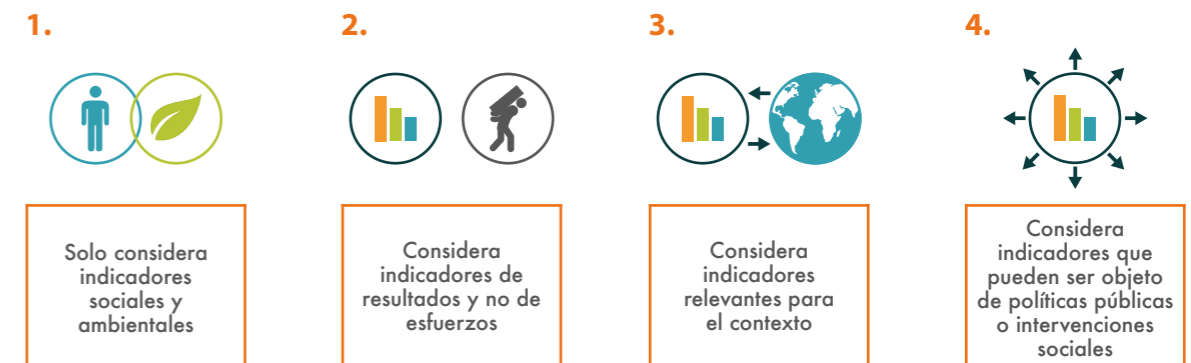 1.
2.
3.
4.
Solo considera
indicadores
sociales y
ambientales
Considera
indicadores de
resultados y no de
esfuerzos
Considera
indicadores
relevantes para
el contexto
Considera
indicadores que
pueden ser objeto
de políticas públicas
o intervenciones
sociales